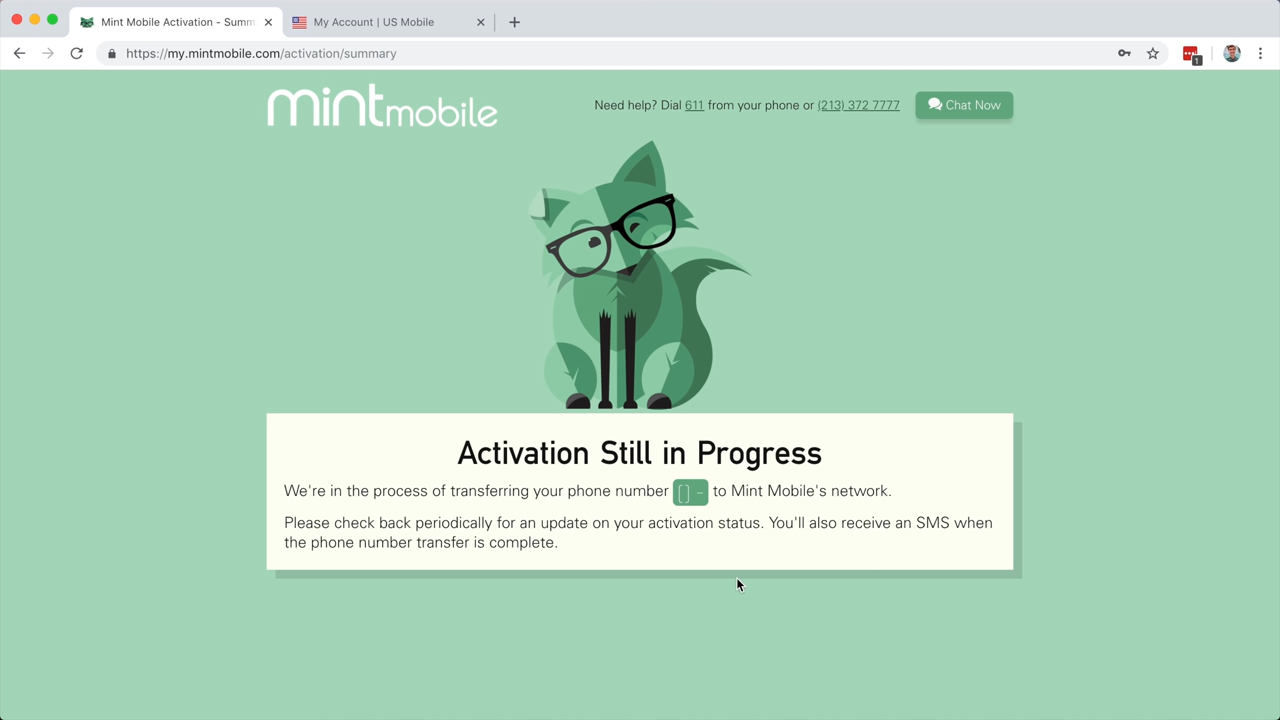 Mint Mobile Activation - Summ
My Account | US Mobile
https://my.mintmobile.com/activation/summary
1
mintmobile
Need help? Dial 611 from your phone or (213) 372 7777
Chat Now
Activation Still in Progress
We're in the process of transferring your phone number () - to Mint Mobile's network.
Please check back periodically for an update on your activation status. You'll also receive an SMS when
the phone number transfer is complete.